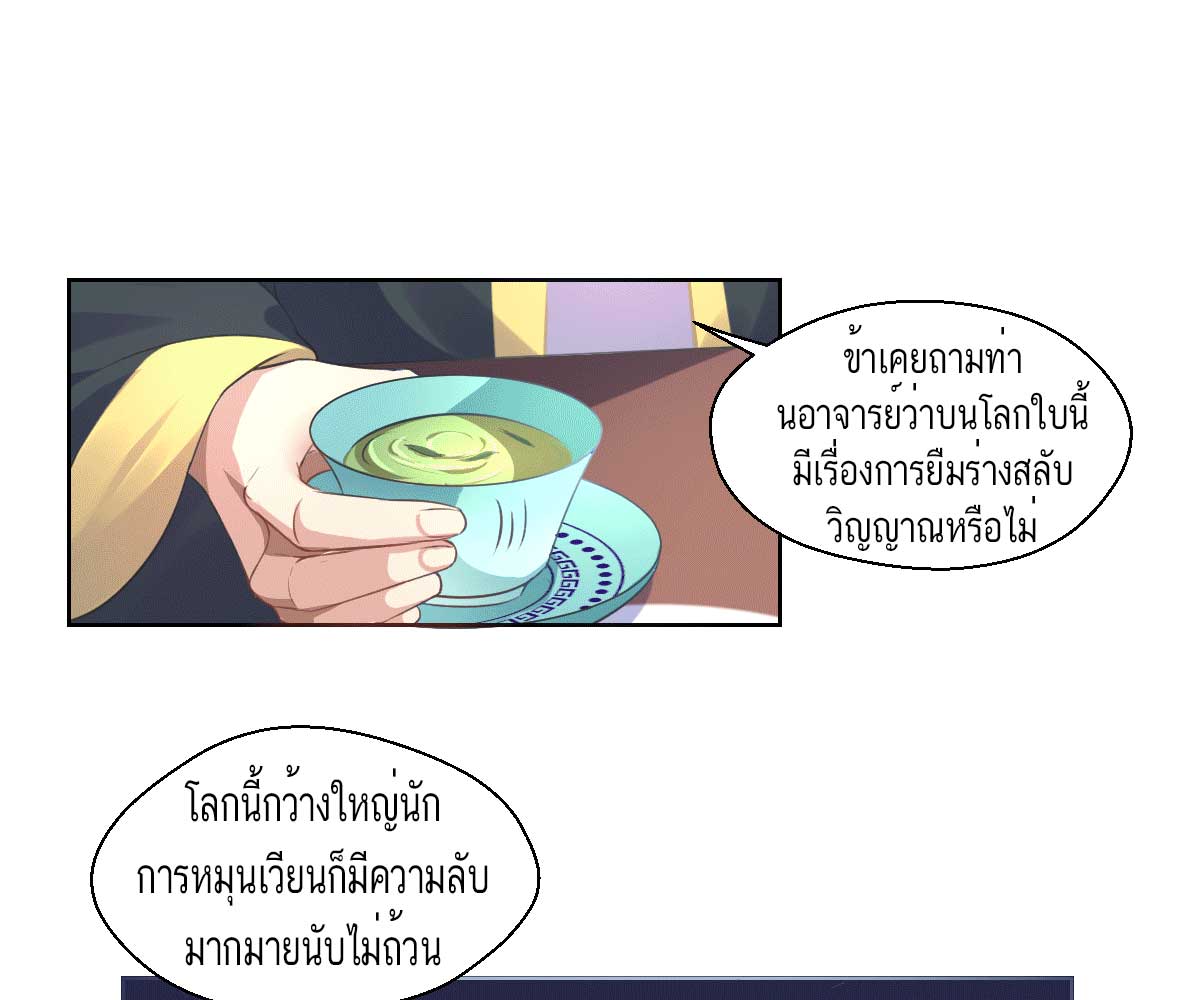 ข้าเคยถามท่า
นอาจารย์ว่าบนโลกใบนี้
มีเรื่องการยืมร่างสลับ
วิญญาณหรือไม่
โลกนี้กว้างใหญ่นัก
การหมุนเวียนก็มีความลับ
มากมายนับไม่ถ้วน